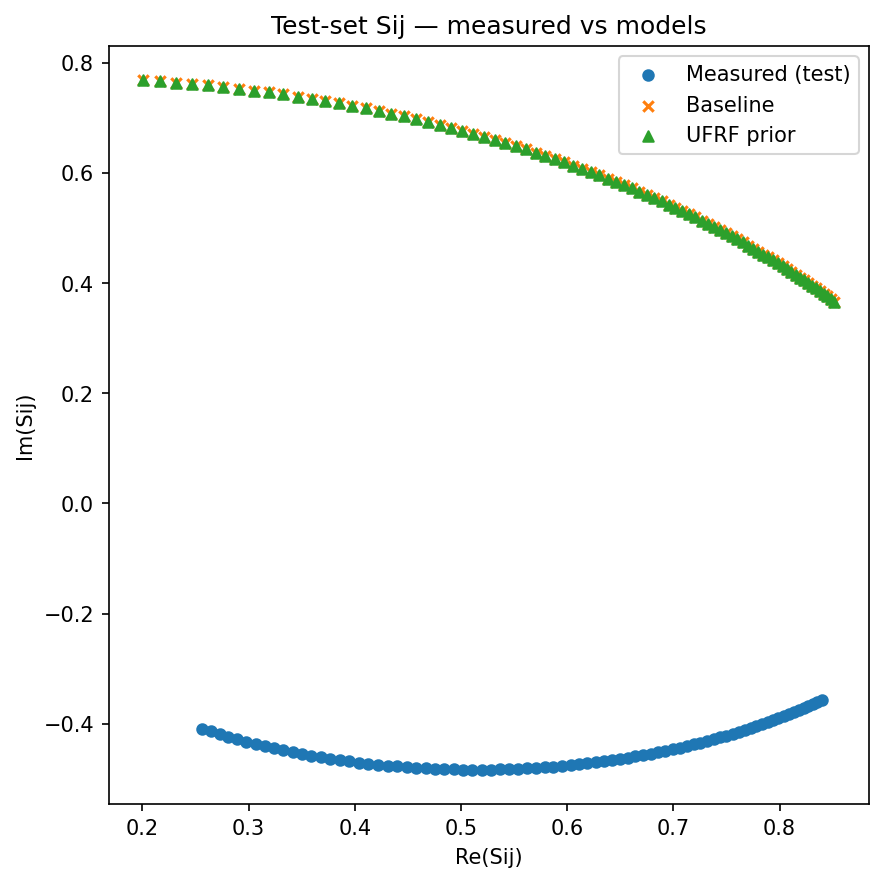 Test-set Sij — measured vs models
Measured (test)
Baseline
UFRF prior
0.8
0.6
0.4
0.2
0.0
−0.2
−0.4
Im(Sij)
0.2 0.3 0.4 0.5 0.6 0.7 0.8
Re(Sij)